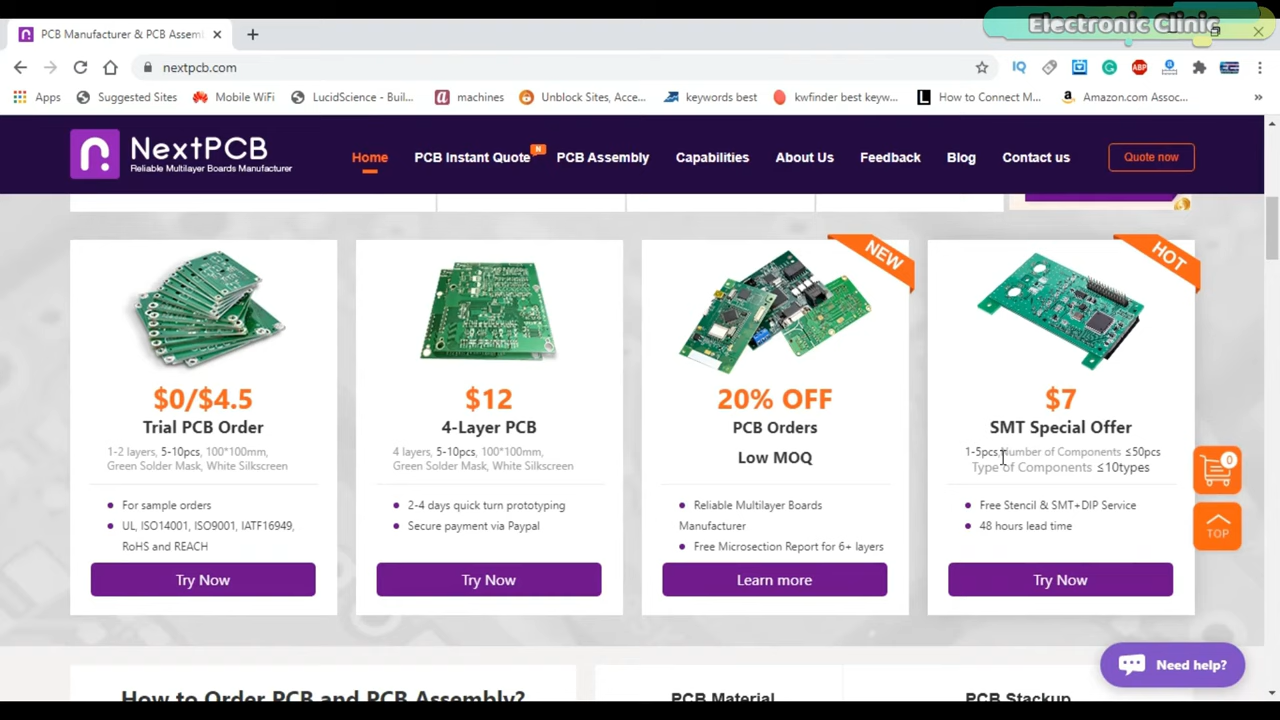 Electronic Clinic
PCB Manufacturer & PCB Assem
nextpcb.com
Apps
Suggested Sites
Mobile WiFi
LucidScience - Buil...
machines
Unblock Sites, Acce...
keywords best
kwfinder best keyw...
How to Connect M...
Amazon.com Assoc...
NextPCB
Reliable Multilayer Boards Manufacturer
Home
PCB Instant Quote
N
PCB Assembly
Capabilities
About Us
Feedback
Blog
Contact us
Quote now
$0/$4.5
Trial PCB Order
1-2 layers, 5-10pcs, 100*100mm,
Green Solder Mask, White Silkscreen
For sample orders
UL, ISO14001, ISO9001, IATF16949,
RoHS and REACH
Try Now
$12
4-Layer PCB
4 layers, 5-10pcs, 100*100mm,
Green Solder Mask, White Silkscreen
2-4 days quick turn prototyping
Secure payment via Paypal
Try Now
NEW
20% OFF
PCB Orders
Low MOQ
Reliable Multilayer Boards
Manufacturer
Free Microsection Report for 6+ layers
Learn more
HOT
$7
SMT Special Offer
1-5pcs,Number of Components ≤50pcs
Type of Components ≤10types
Free Stencil & SMT+DIP Service
48 hours lead time
Try Now
0
TOP
Need help?
How to Order PCB and PCB Assembly?
PCB Material
PCB Stackup